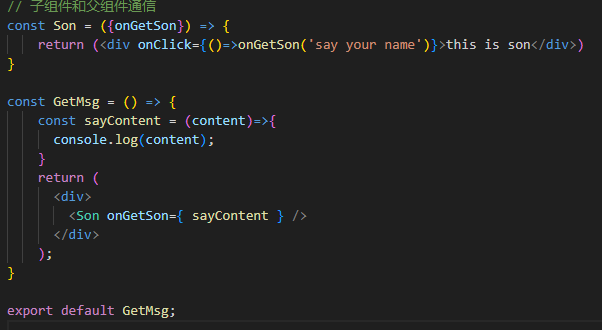 // 子组件和父组件通信
const Son = ({onGetSon}) => {
    return (<div onClick={()=>onGetSon('say your name')}>this is son</div>)
}

const GetMsg = () => {
    const sayContent = (content)=>{
      console.log(content);
    }
    return (
      <div>
        <Son onGetSon={ sayContent } />
      </div>
    );
}

export default GetMsg;